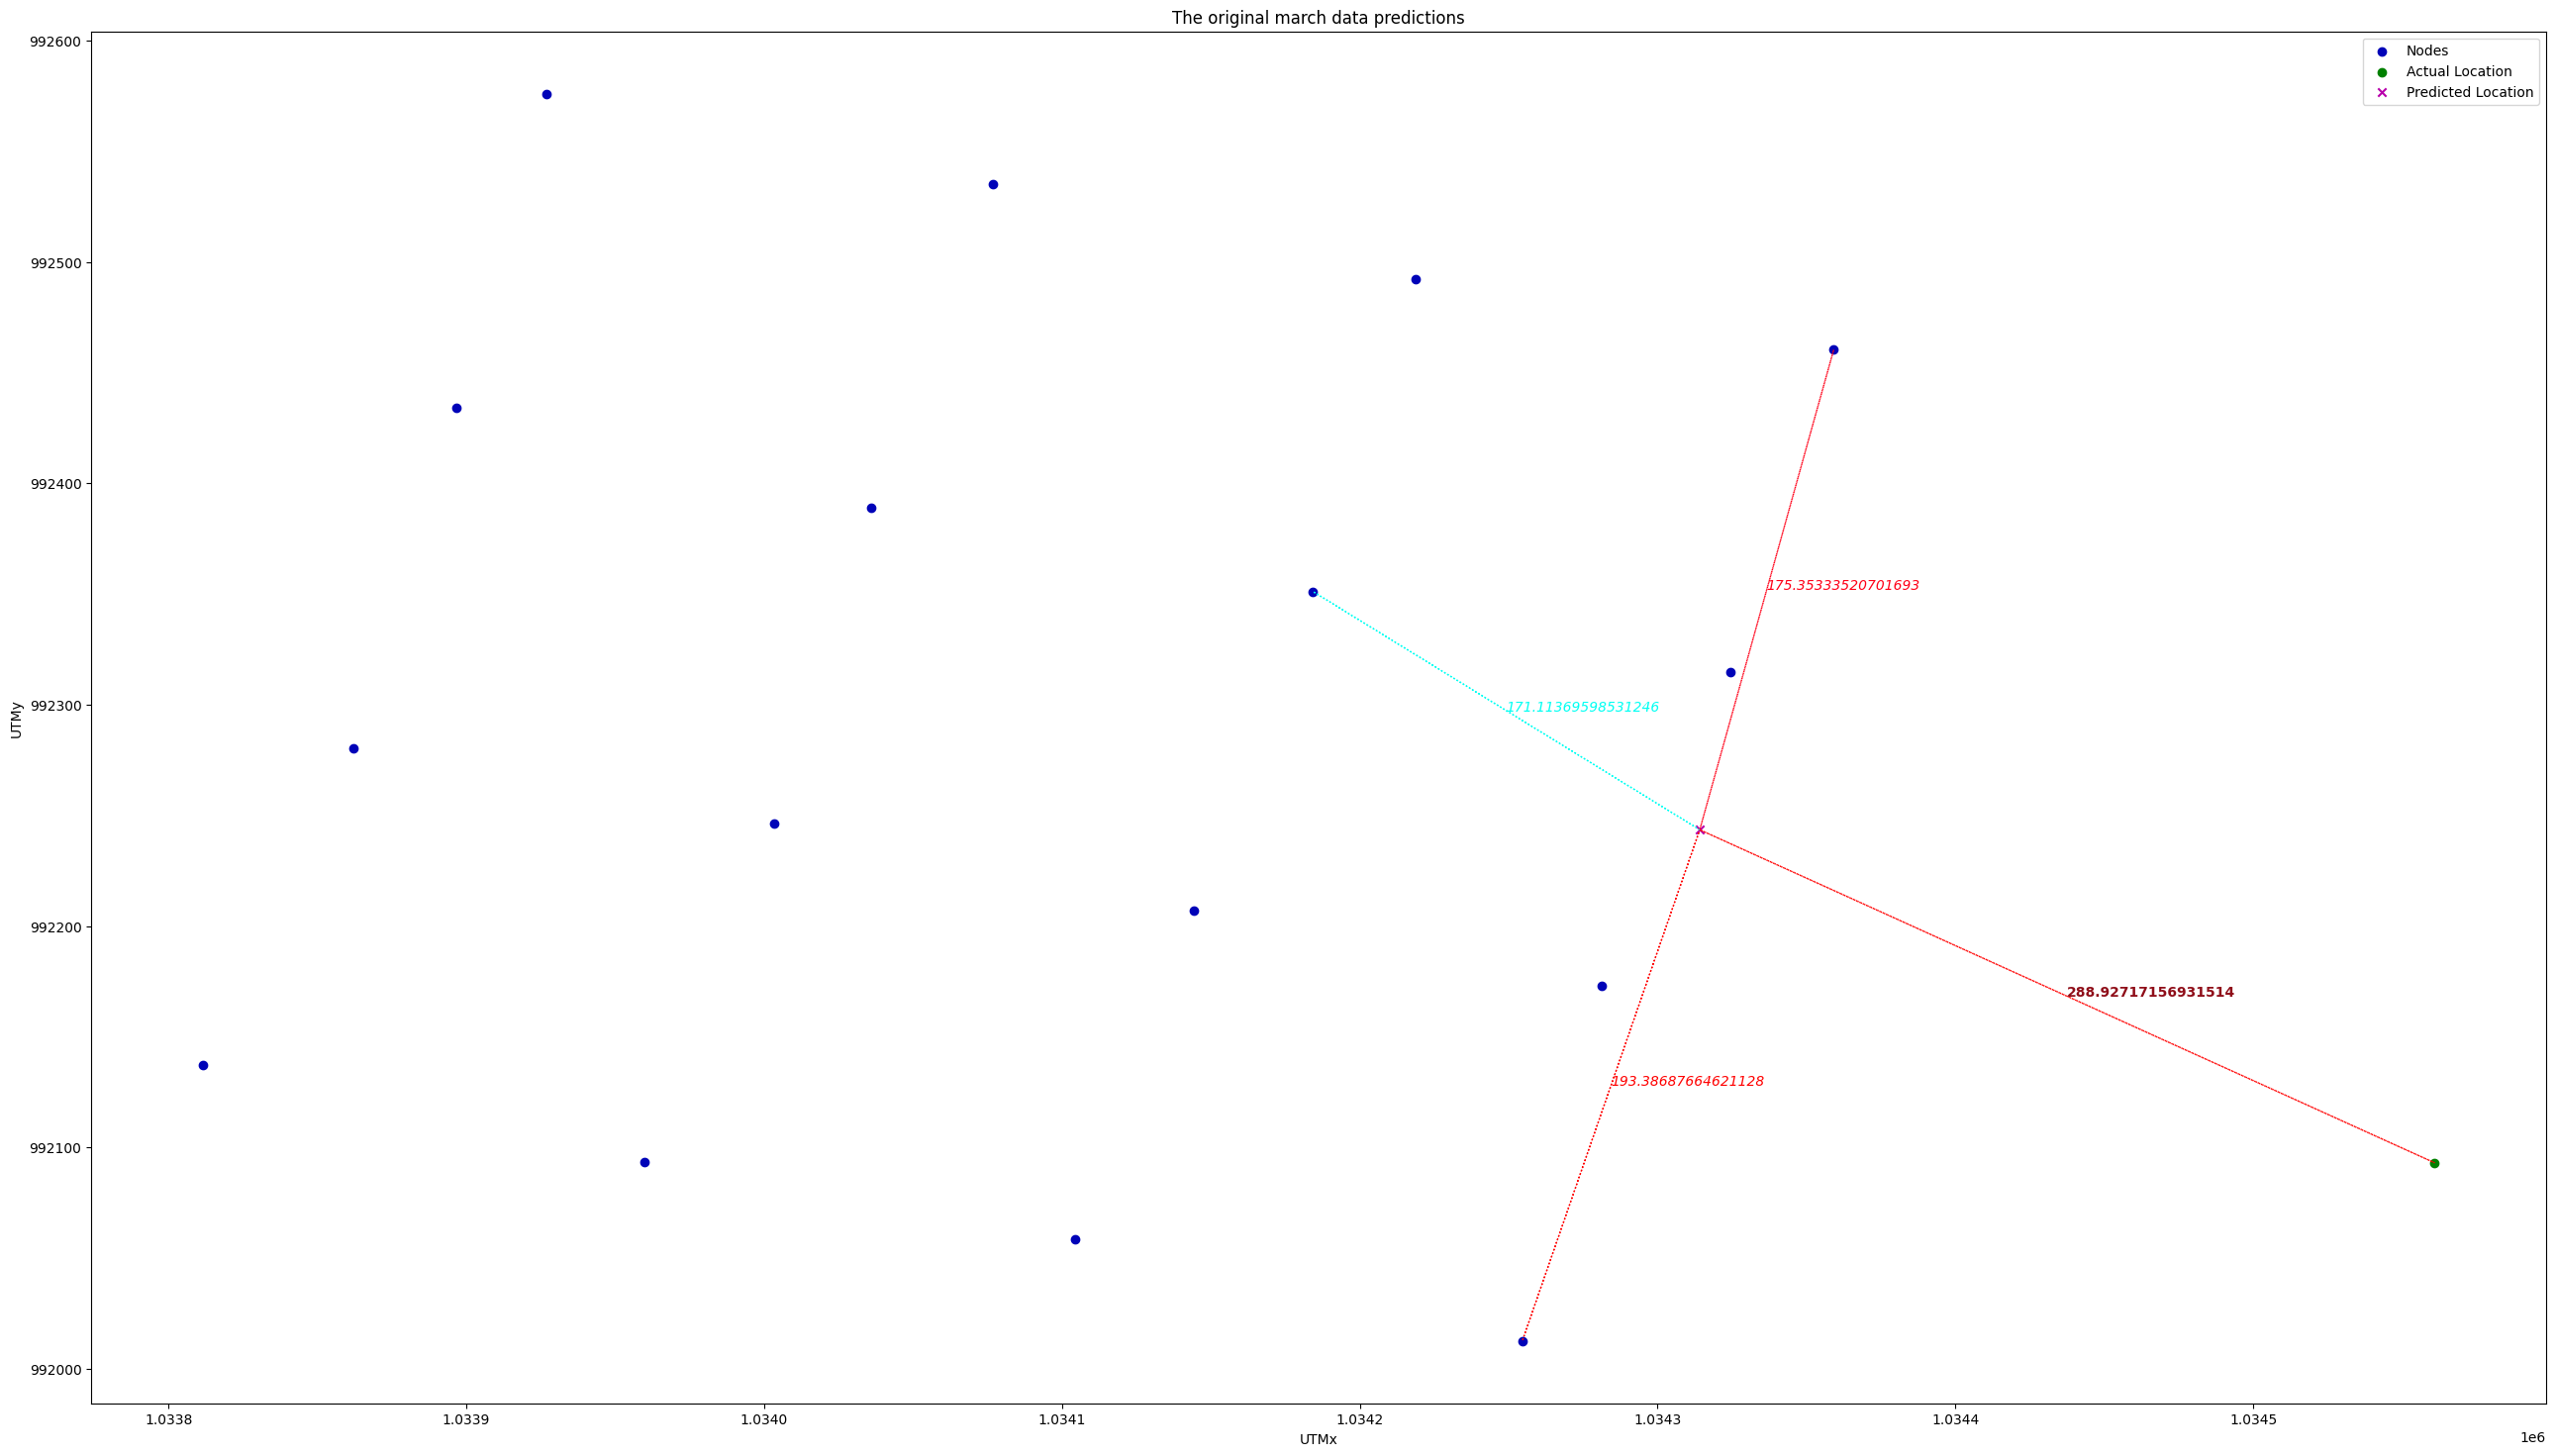 The original march data predictions
Nodes
Actual Location
Predicted Location
992600
992500
992400
992300
992200
992100
992000
UTMy
175.35333520701693
171.11369598531246
288.92717156931514
193.38687664621128
1.0338
1.0339
1.0340
1.0341
1.0342
1.0343
1.0344
1.0345
UTMx
1e6